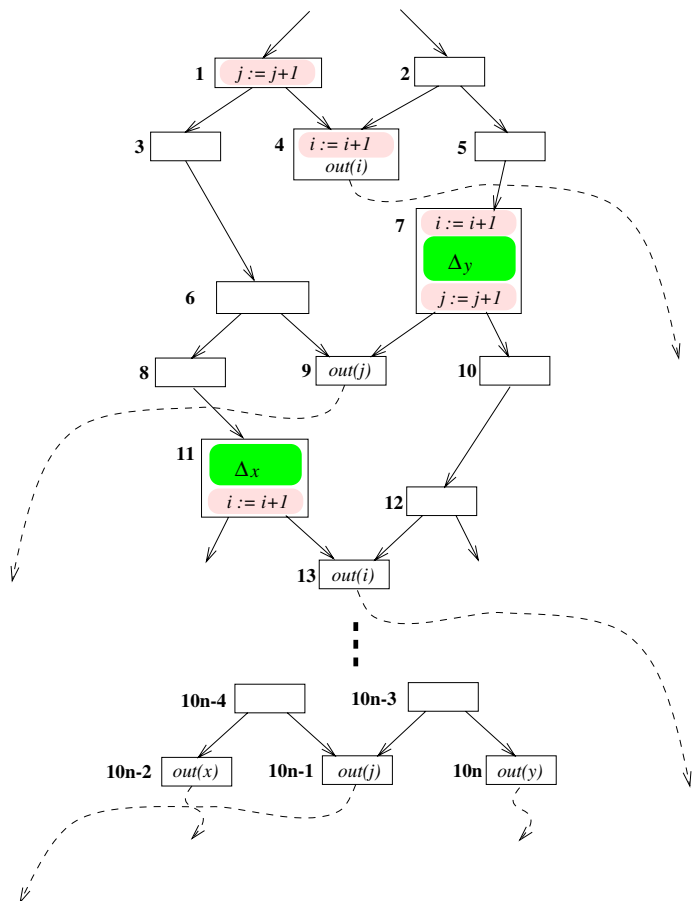 1 j := j+1
2
3
4 i := i+1
out(i)
5
7 i := i+1
Δy
j := j+1
6
8
9 out(j)
10
11 Δx
i := i+1
12
13 out(i)
10n-4
10n-3
10n-2 out(x)
10n-1 out(j)
10n out(y)